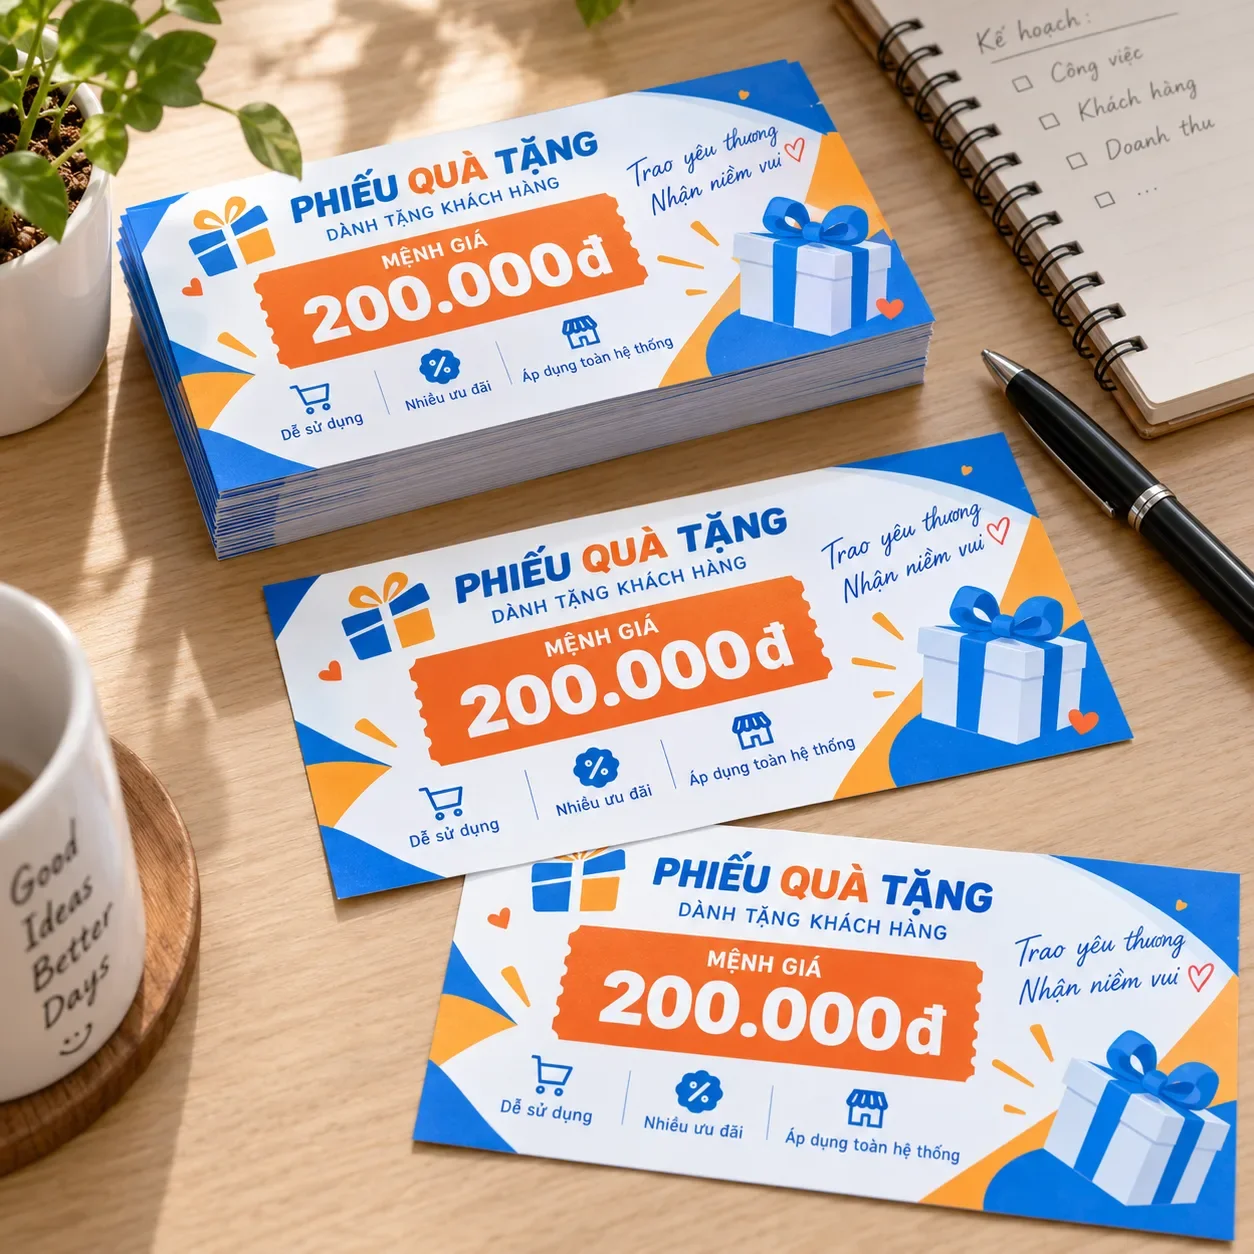 Kế hoạch:
Công việc
Khách hàng
Doanh thu
...
PHIẾU QUÀ TẶNG
DÀNH TẶNG KHÁCH HÀNG
MỆNH GIÁ
200.000đ
Trao yêu thương
Nhận niềm vui
Dễ sử dụng
Nhiều ưu đãi
Áp dụng toàn hệ thống
PHIẾU QUÀ TẶNG
DÀNH TẶNG KHÁCH HÀNG
MỆNH GIÁ
200.000đ
Trao yêu thương
Nhận niềm vui
Dễ sử dụng
Nhiều ưu đãi
Áp dụng toàn hệ thống
PHIẾU QUÀ TẶNG
DÀNH TẶNG KHÁCH HÀNG
MỆNH GIÁ
200.000đ
Trao yêu thương
Nhận niềm vui
Dễ sử dụng
Nhiều ưu đãi
Áp dụng toàn hệ thống
Good
Ideas
Better
Days